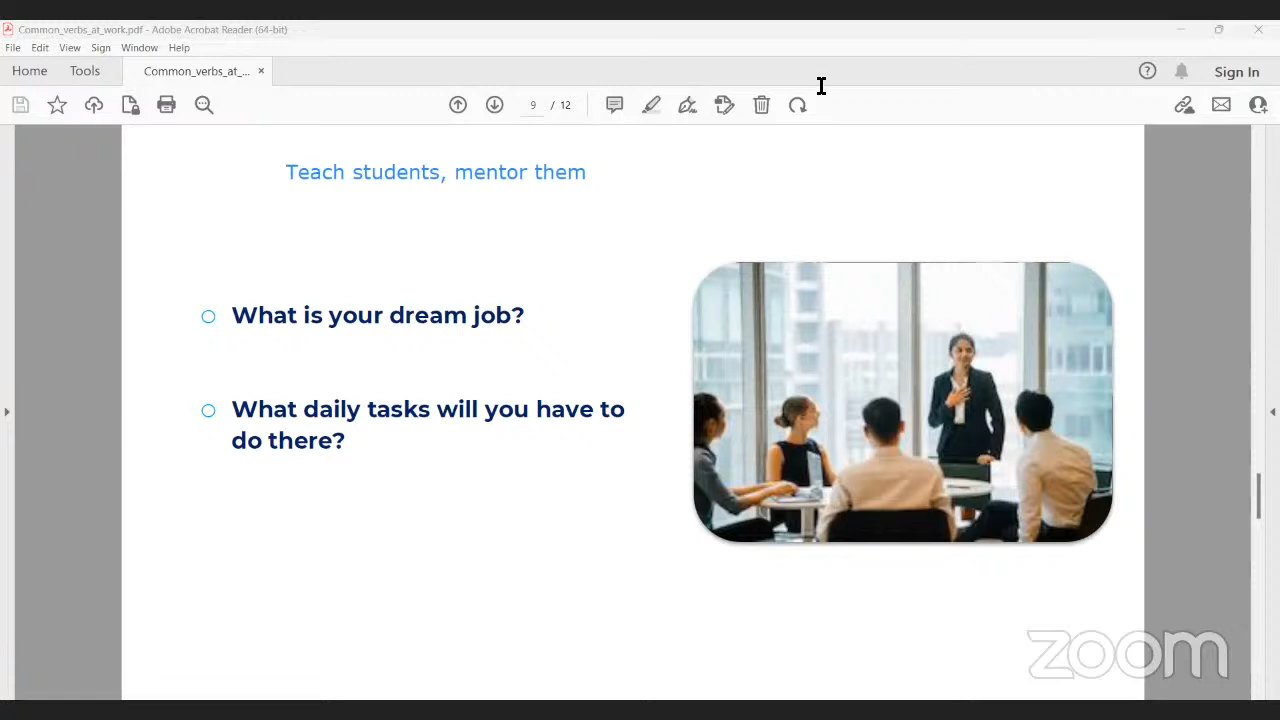 Common_verbs_at_work.pdf - Adobe Acrobat Reader (64-bit)
File Edit View Sign Window Help
Home Tools Common_verbs_at_... × Sign In
9 / 12
Teach students, mentor them
What is your dream job?
What daily tasks will you have to
do there?
zoom